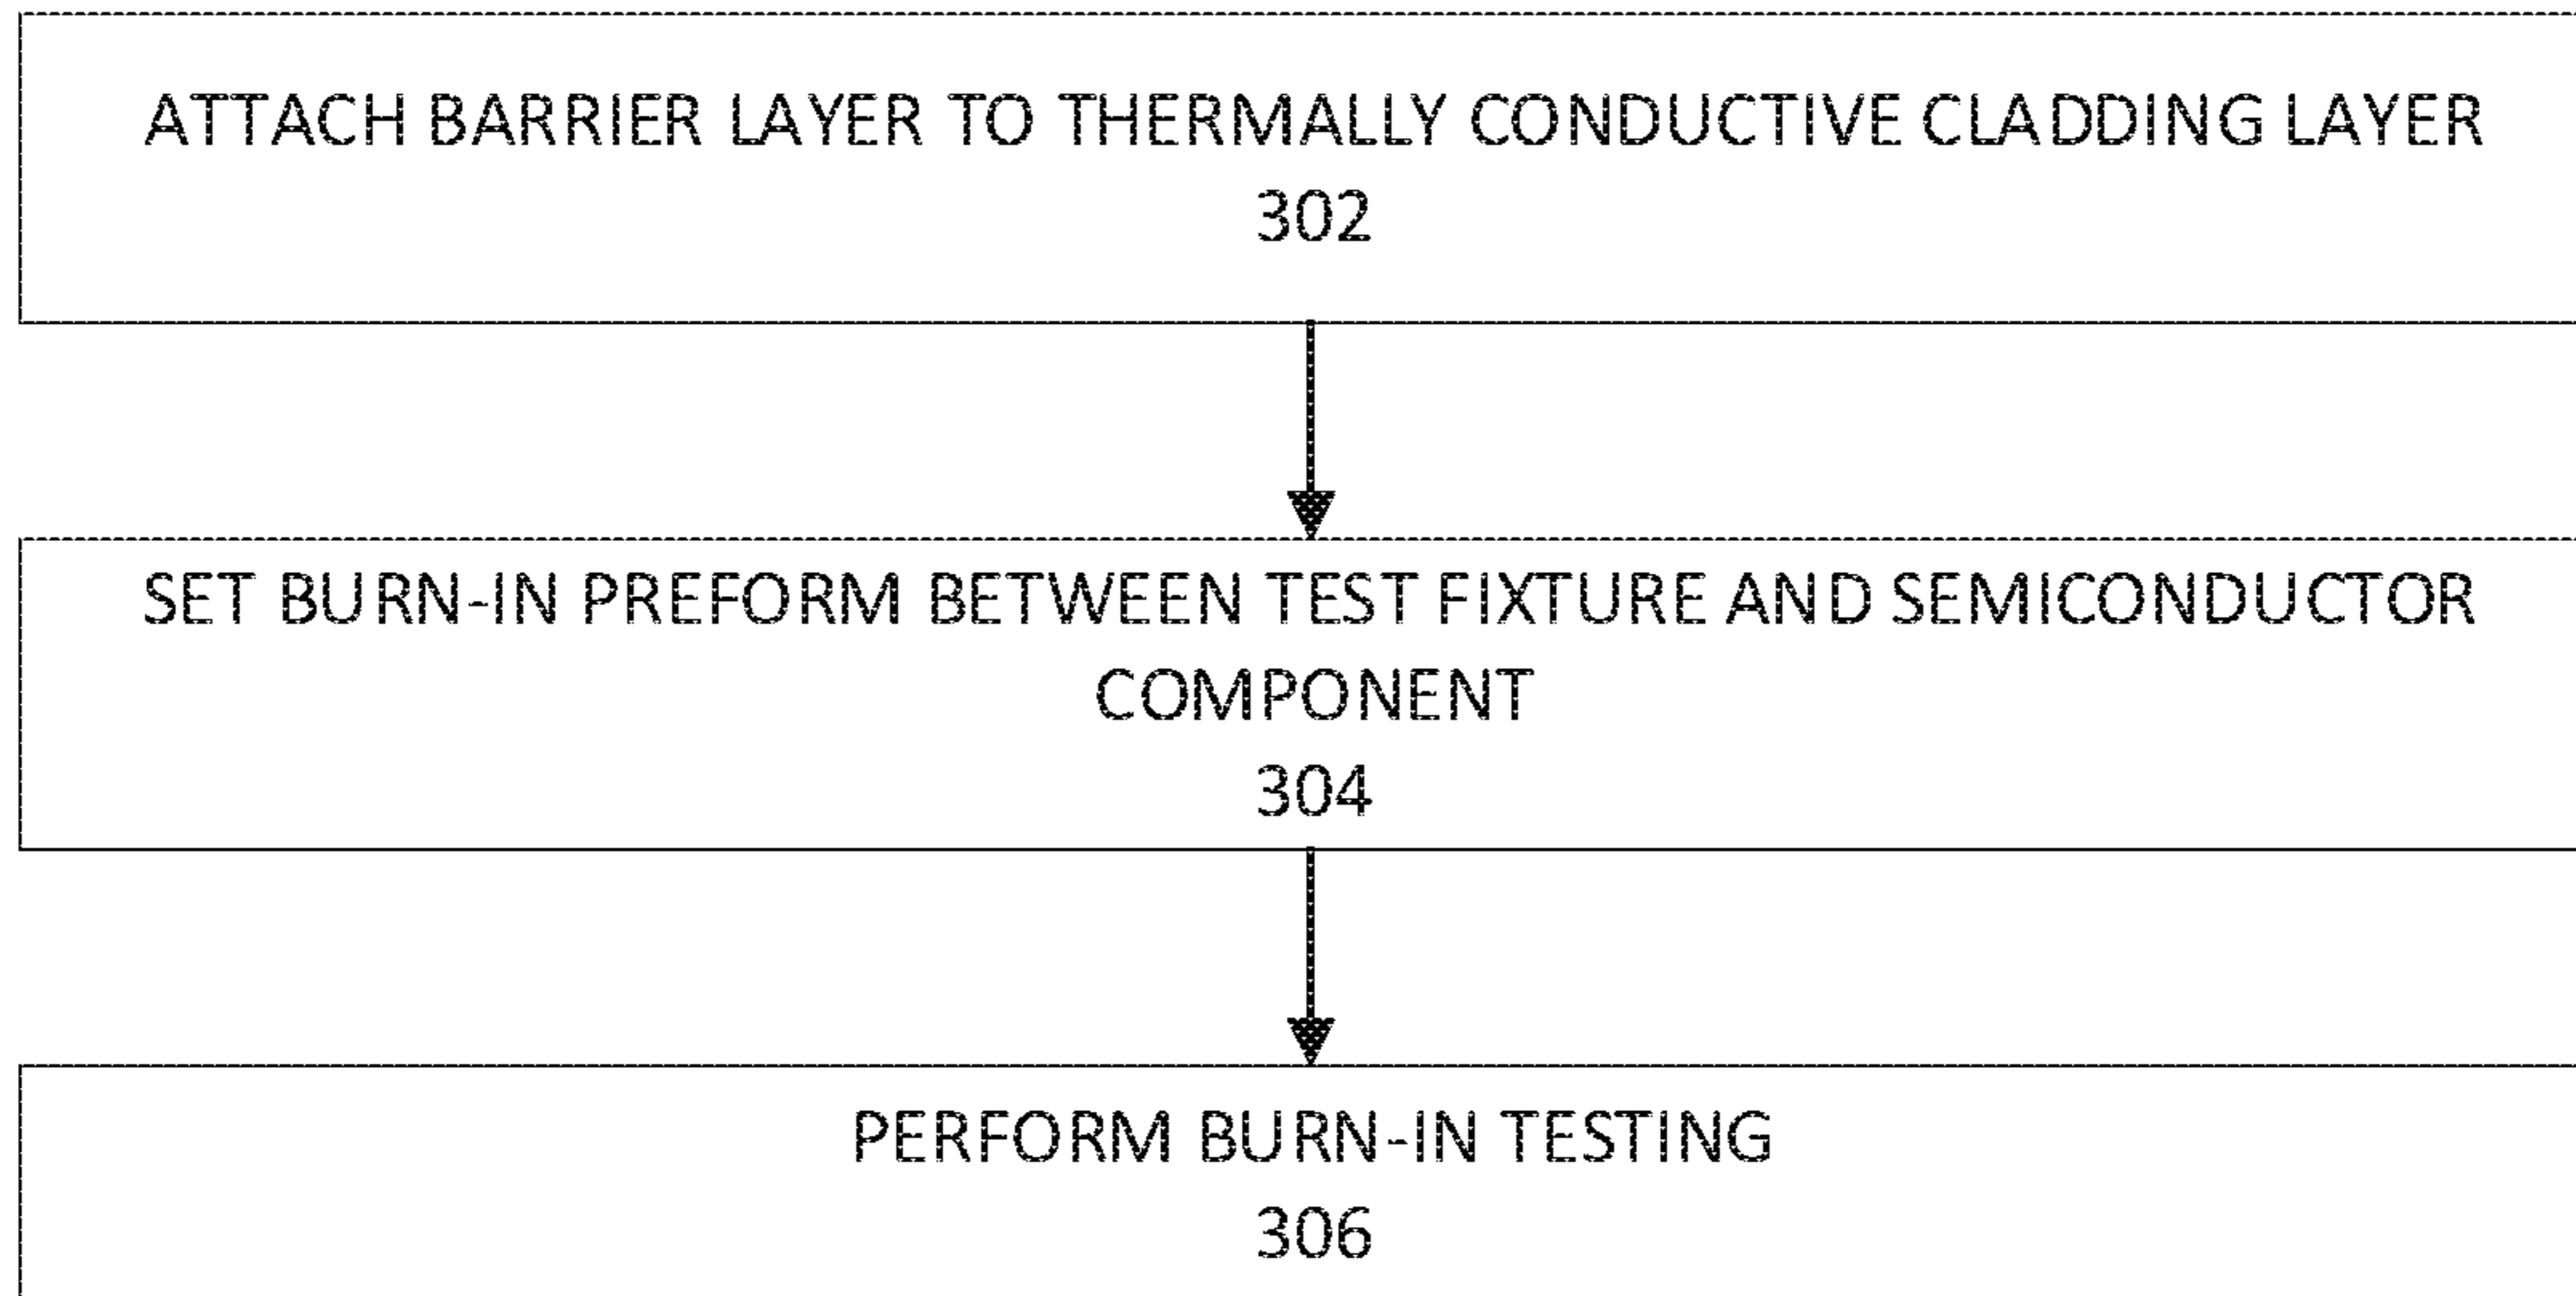 ATTACH BARRIER LAYER TO THERMALLY CONDUCTIVE CLADDING LAYER
302
SET BURN-IN PREFORM BETWEEN TEST FIXTURE AND SEMICONDUCTOR
COMPONENT
304
PERFORM BURN-IN TESTING
306